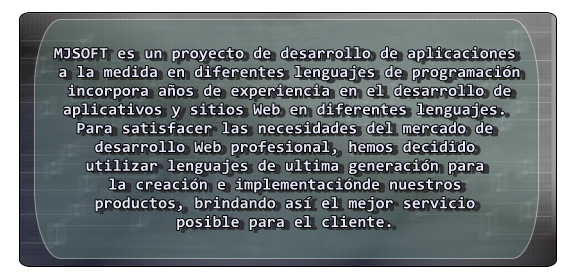 MJSOFT es un proyecto de desarrollo de aplicaciones
a la medida en diferentes lenguajes de programación
incorpora años de experiencia en el desarrollo de
aplicativos y sitios Web en diferentes lenguajes.
Para satisfacer las necesidades del mercado de
desarrollo Web profesional, hemos decidido
utilizar lenguajes de ultima generación para
la creación e implementaciónde nuestros
productos, brindando así el mejor servicio
posible para el cliente.